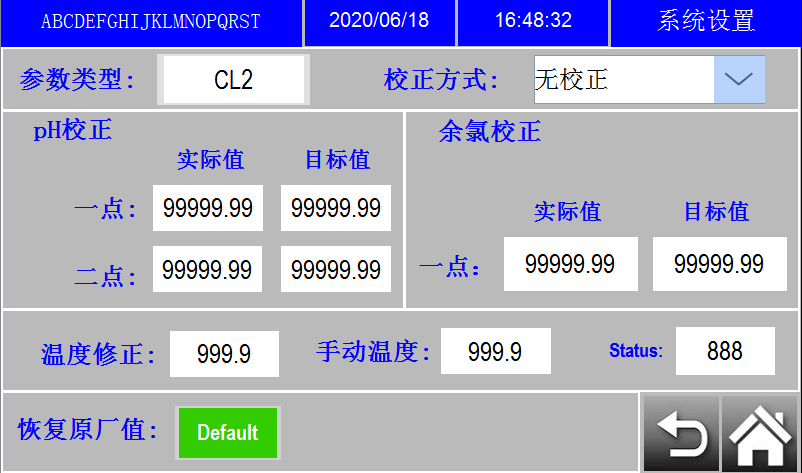 ABCDEFGHIJKLMNOPQRST 2020/06/18 16:48:32 系统设置
参数类型: CL2 校正方式: 无校正
pH校正
实际值 目标值
一点: 99999.99 99999.99
二点: 99999.99 99999.99
余氯校正
实际值 目标值
一点: 99999.99 99999.99
温度修正: 999.9 手动温度: 999.9 Status: 888
恢复原厂值: Default